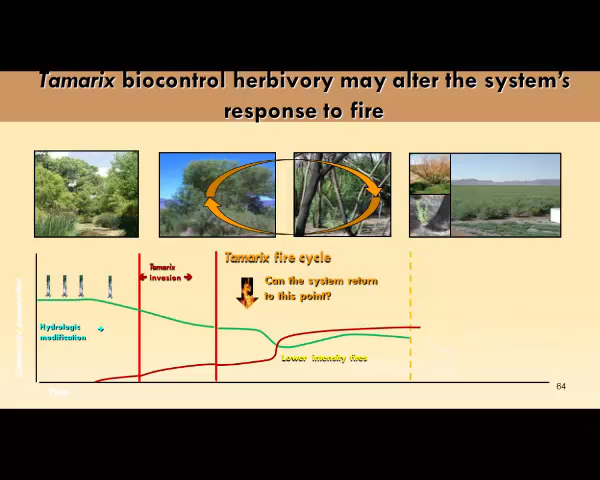 Tamarix biocontrol herbivory may alter the system's
response to fire
Tamarix
invasion
Tamarix fire cycle
Can the system return
to this point?
Hydrologic
modification
Lower intensity fires
64